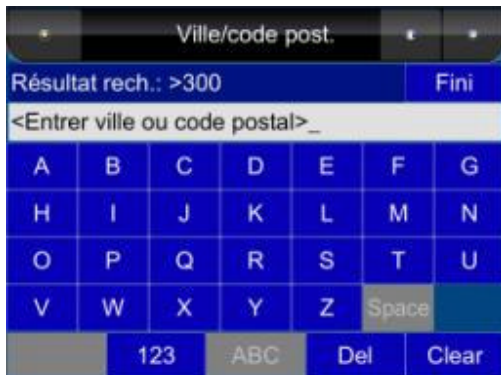 Ville/code post.
Résultat rech.: >300 Fini
<Entrer ville ou code postal>_
A B C D E F G
H I J K L M N
O P Q R S T U
V W X Y Z Space
123 ABC Del Clear